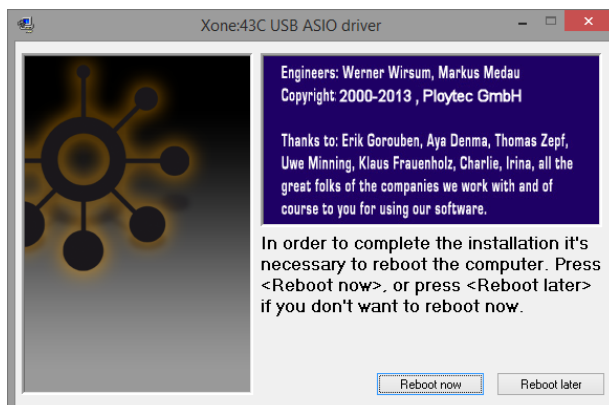 Xone:43C USB ASIO driver
Engineers: Werner Wirsum, Markus Medau
Copyright: 2000-2013 , Ploytec GmbH
Thanks to: Erik Gorouben, Aya Denma, Thomas Zepf,
Uwe Minning, Klaus Frauenholz, Charlie, Irina, all the
great folks of the companies we work with and of
course to you for using our software.
In order to complete the installation it's
necessary to reboot the computer. Press
<Reboot now>, or press <Reboot later>
if you don't want to reboot now.
Reboot now
Reboot later